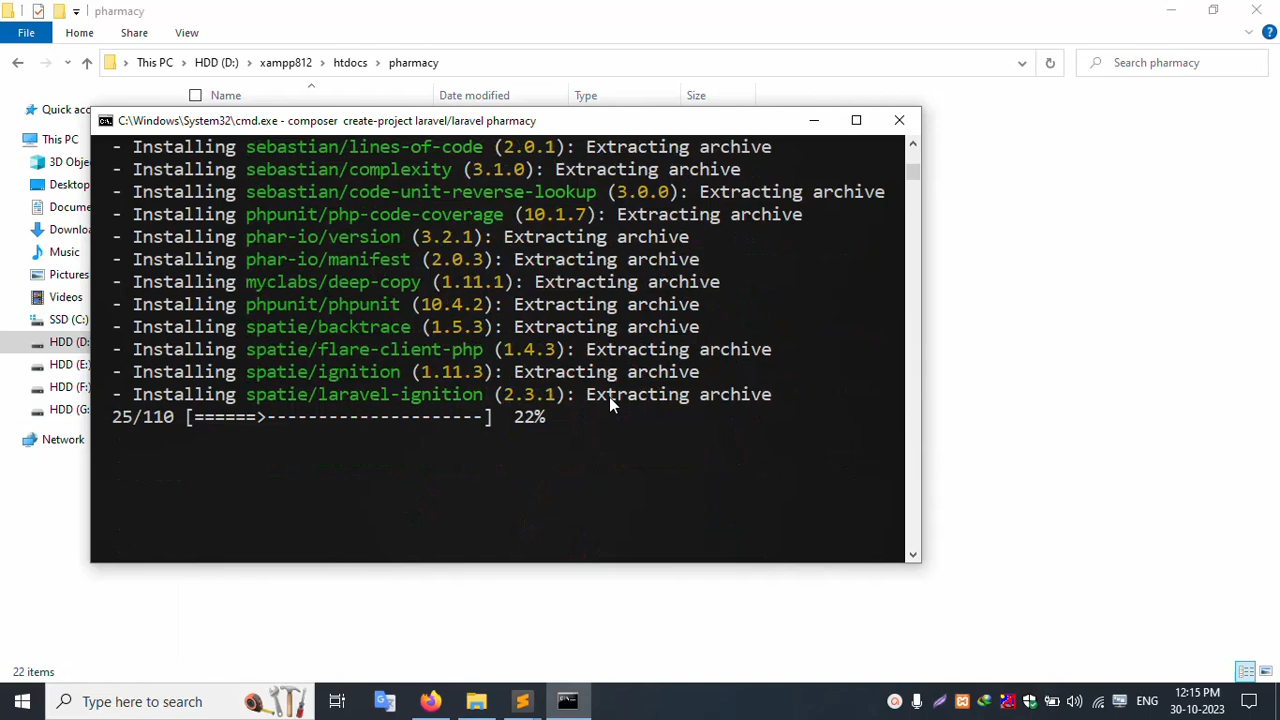 pharmacy
File
Home
Share
View
This PC
HDD (D:)
xampp812
htdocs
pharmacy
Search pharmacy
Name
Date modified
Type
Size
Quick acc
This PC
3D Objec
Desktop
Docume
Downlo
Music
Pictures
Videos
SSD (C:)
HDD (D:
HDD (E:)
HDD (F:)
HDD (G:
Network
C:\Windows\System32\cmd.exe - composer create-project laravel/laravel pharmacy
- Installing sebastian/lines-of-code (2.0.1): Extracting archive
- Installing sebastian/complexity (3.1.0): Extracting archive
- Installing sebastian/code-unit-reverse-lookup (3.0.0): Extracting archive
- Installing phpunit/php-code-coverage (10.1.7): Extracting archive
- Installing phar-io/version (3.2.1): Extracting archive
- Installing phar-io/manifest (2.0.3): Extracting archive
- Installing myclabs/deep-copy (1.11.1): Extracting archive
- Installing phpunit/phpunit (10.4.2): Extracting archive
- Installing spatie/backtrace (1.5.3): Extracting archive
- Installing spatie/flare-client-php (1.4.3): Extracting archive
- Installing spatie/ignition (1.11.3): Extracting archive
- Installing spatie/laravel-ignition (2.3.1): Extracting archive
25/110 [======>---------------------] 22%
22 items
Type here to search
ENG
12:15 PM
30-10-2023